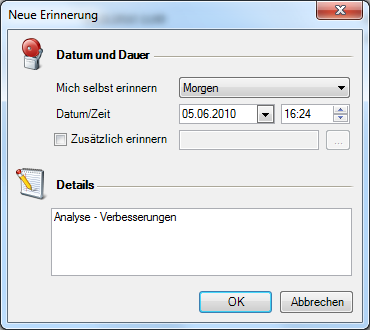 Neue Erinnerung
Datum und Dauer
Mich selbst erinnern Morgen
Datum/Zeit 05.06.2010 16:24
Zusätzlich erinnern ...
Details
Analyse - Verbesserungen
OK Abbrechen